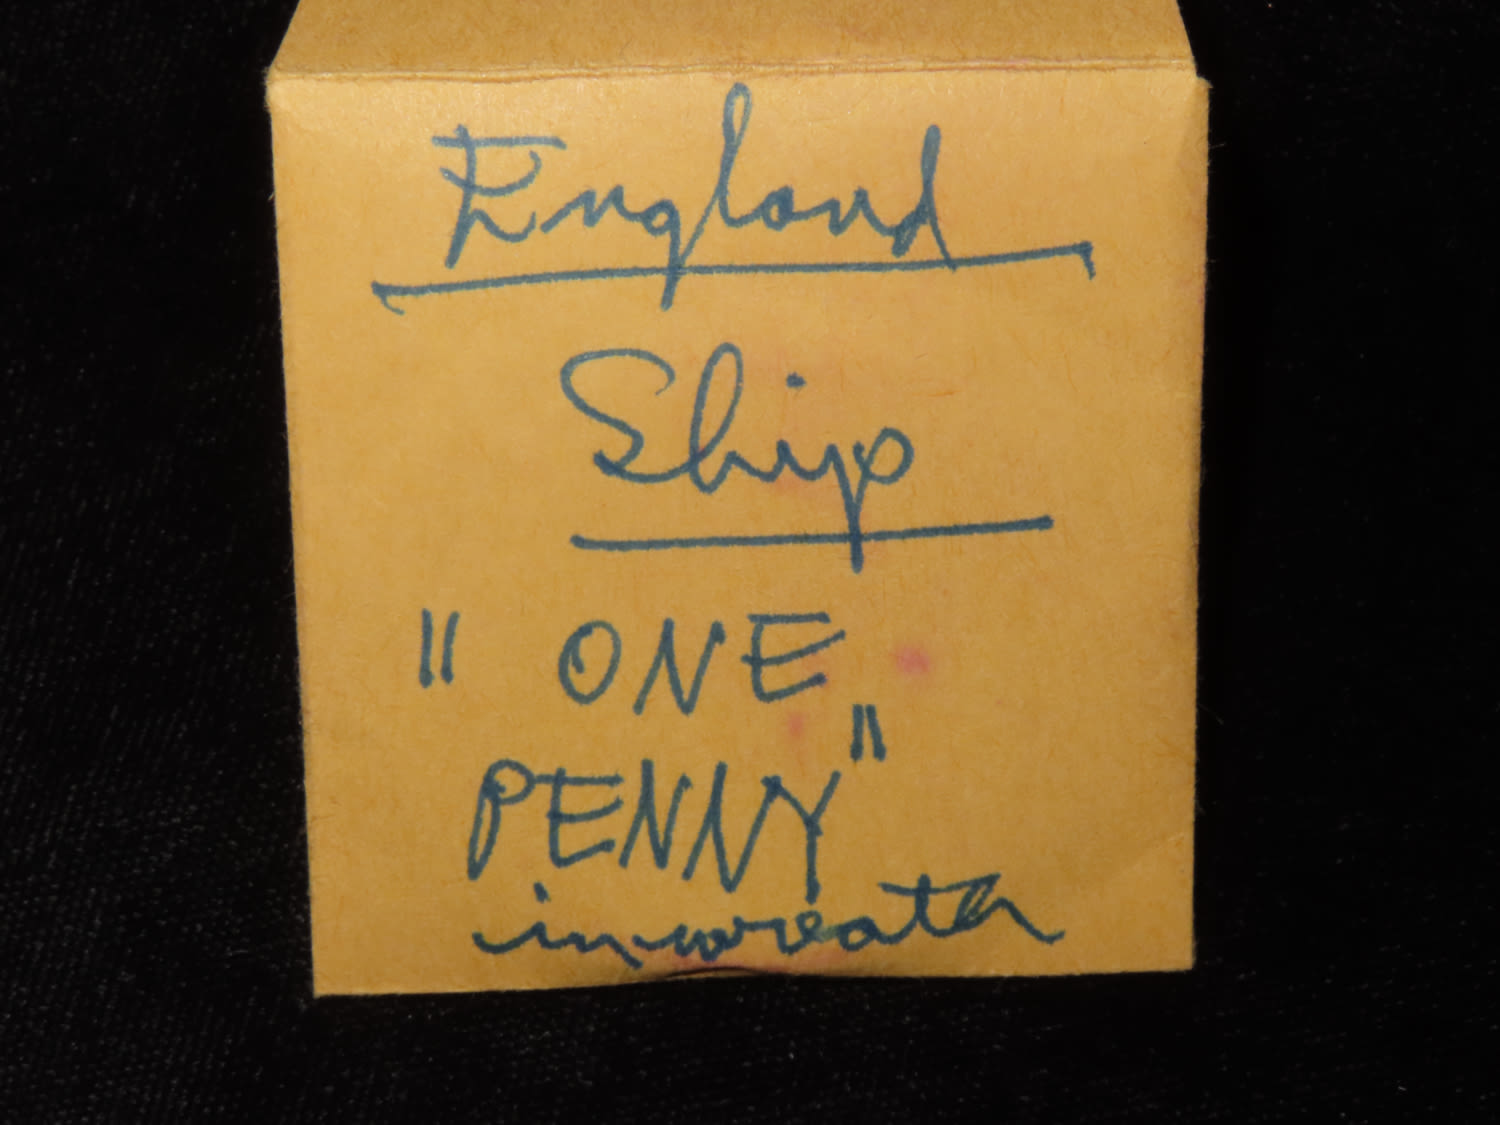 England
Ship
" ONE
PENNY"
in wreath